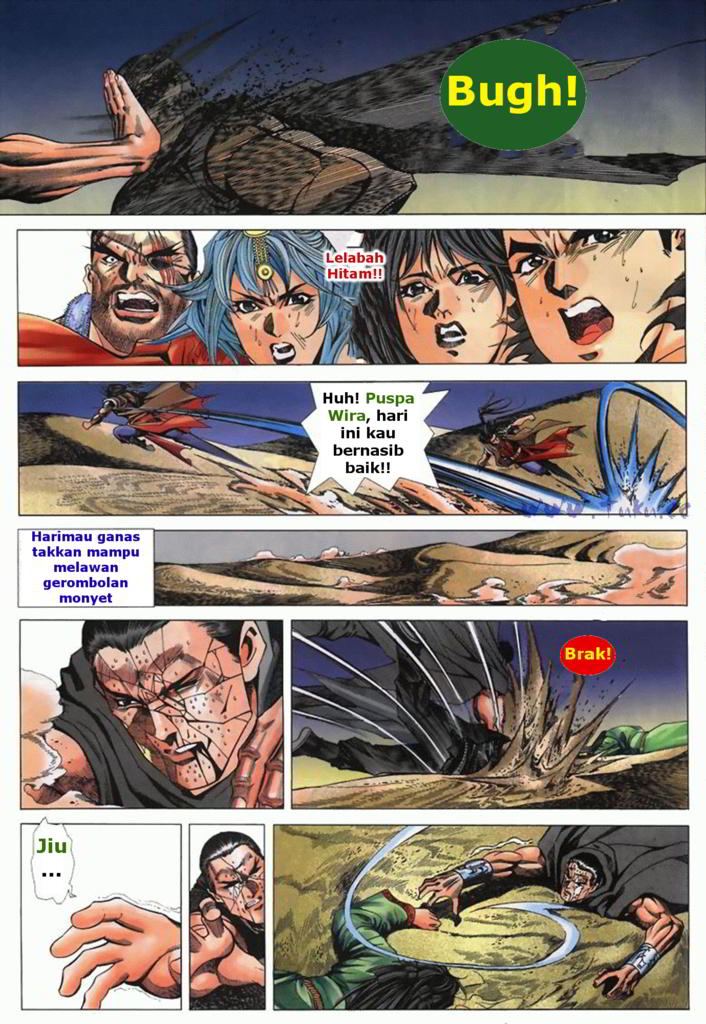 Bugh!
Lelabah
Hitam!!
Huh! Puspa
Wira, hari
ini kau
bernasib
baik!!
Harimau ganas
takkan mampu
melawan
gerombolan
monyet
Brak!
Jiu
...